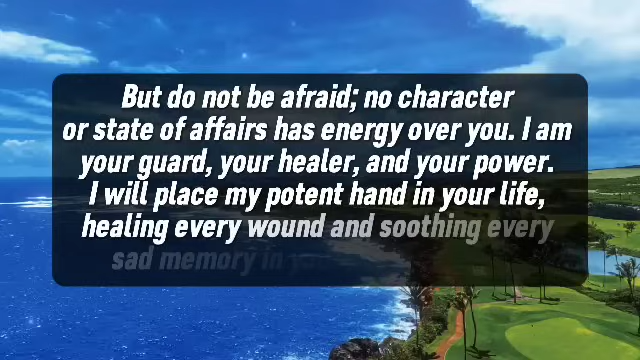 But do not be afraid; no character
or state of affairs has energy over you. I am
your guard, your healer, and your power.
I will place my potent hand in your life,
healing every wound and soothing every
sad memory in